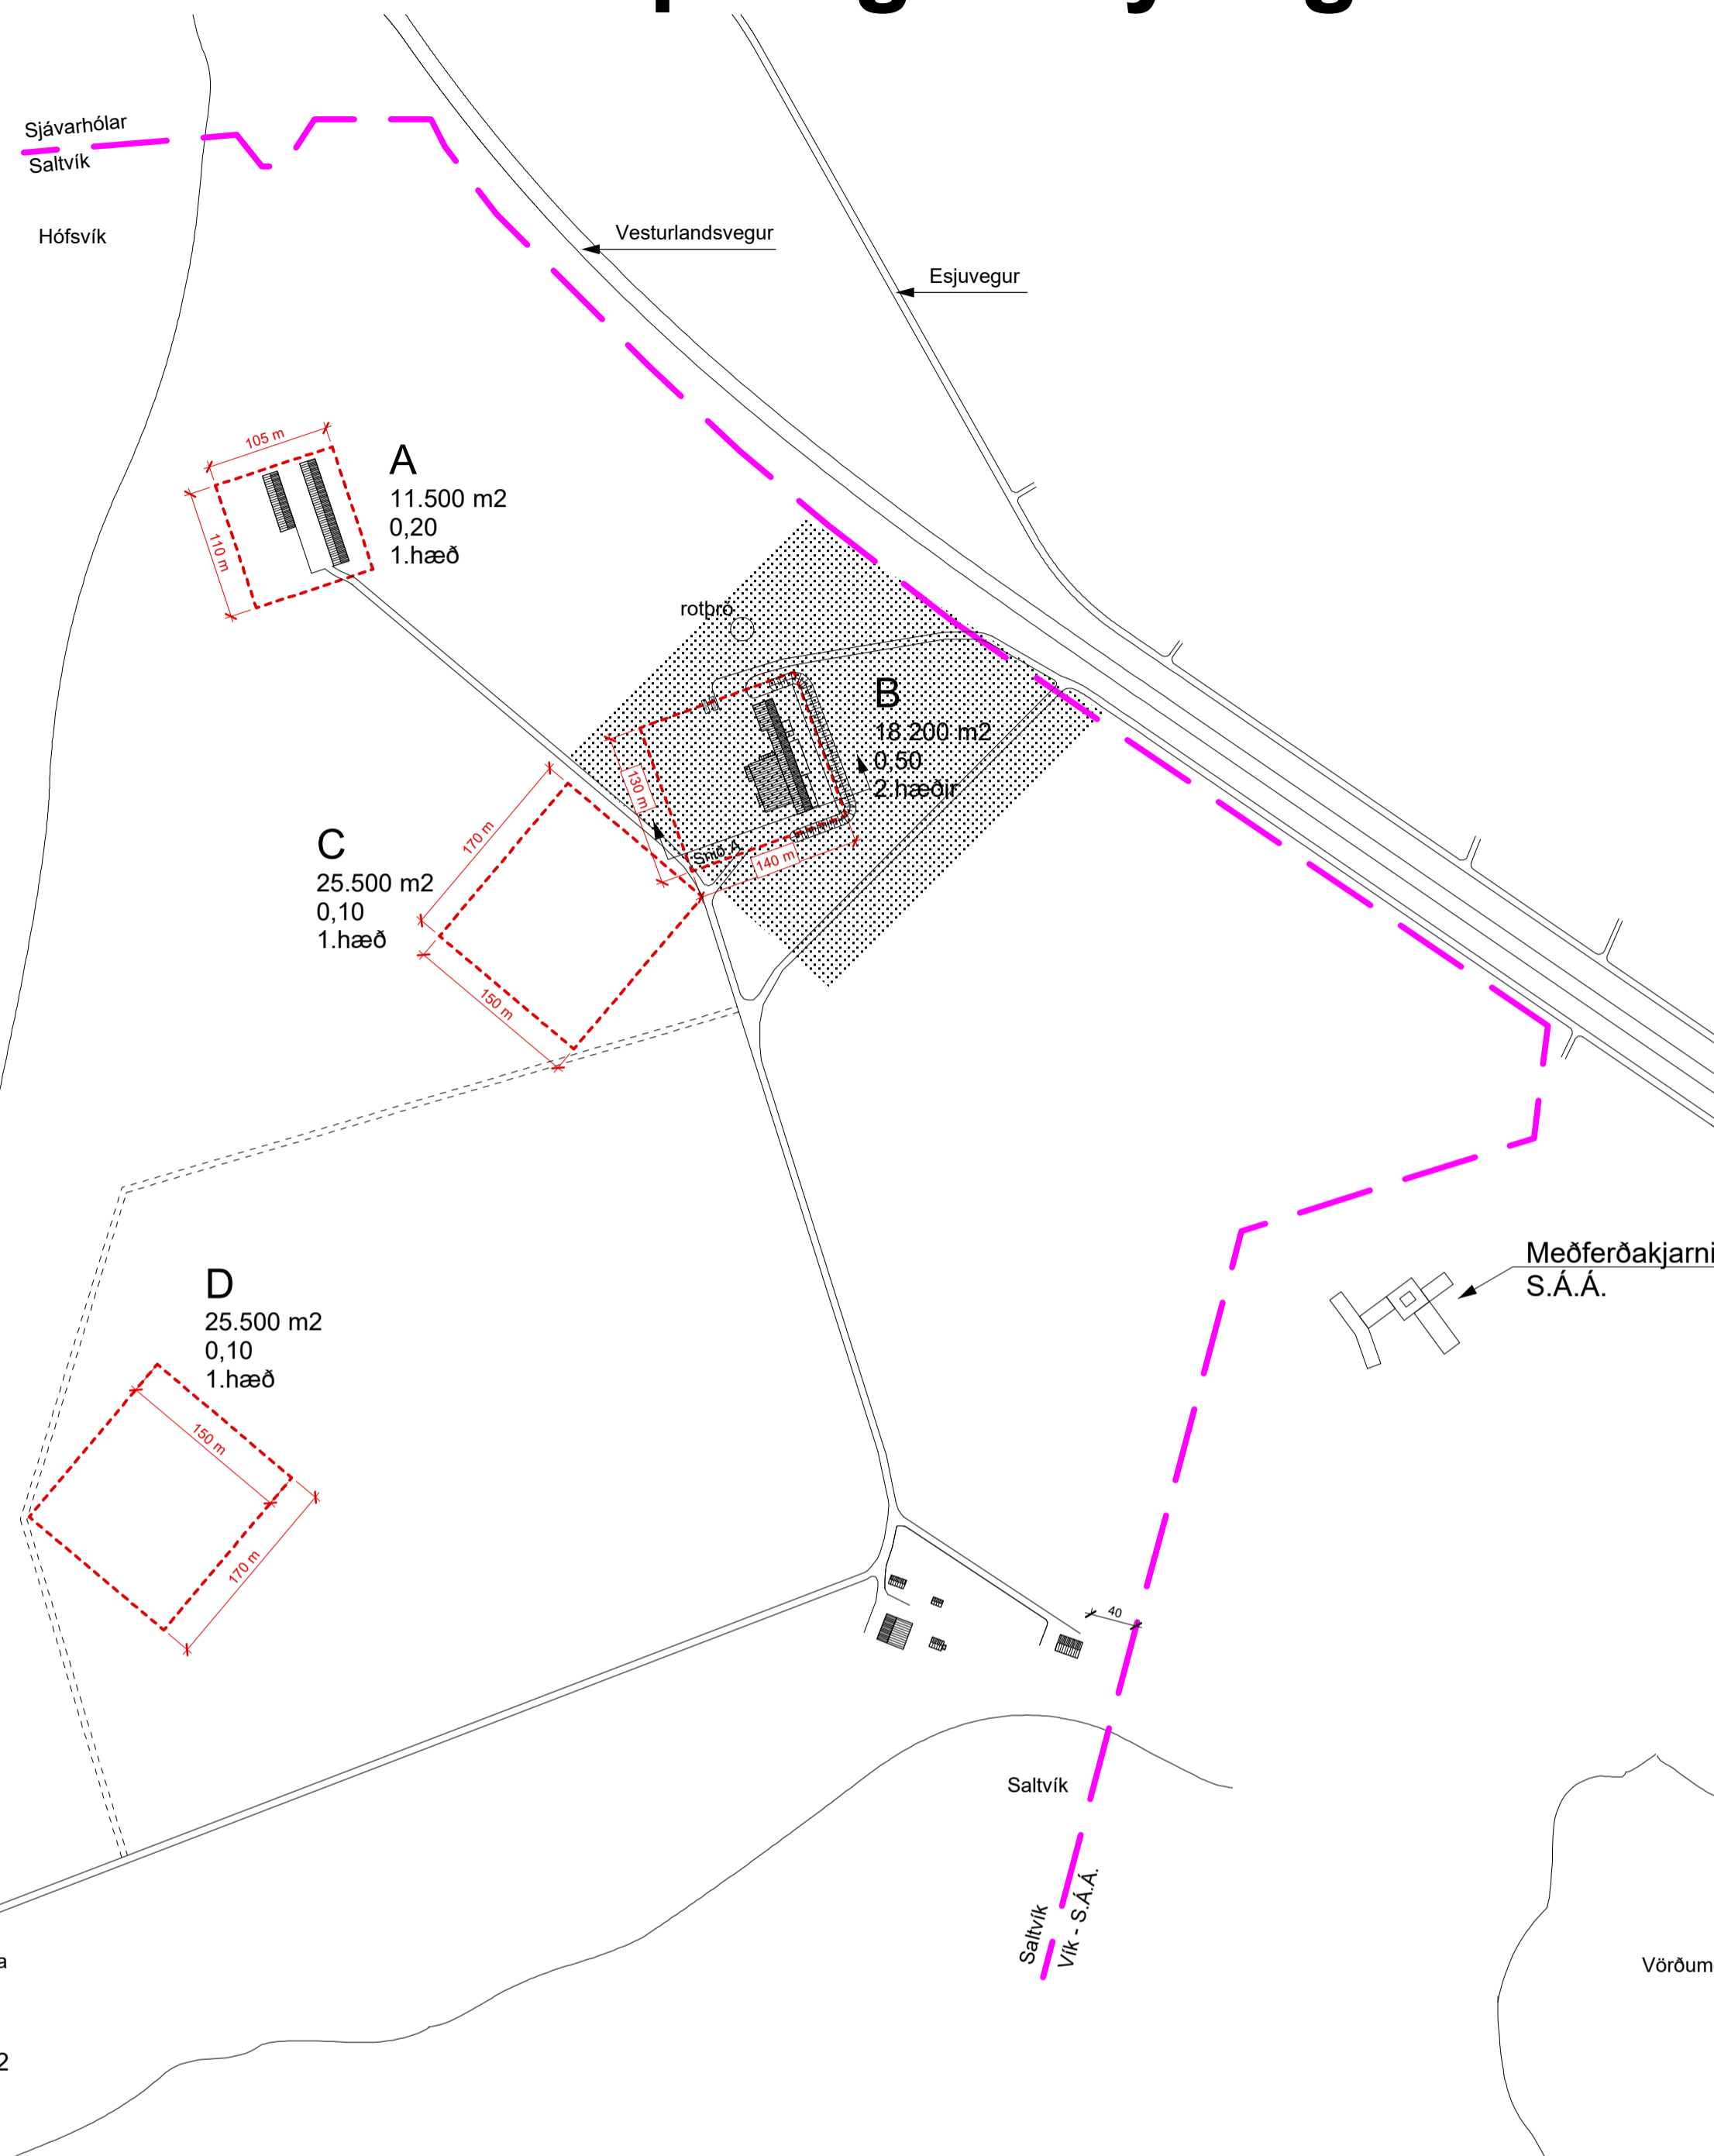 Sjávarhólar
Saltvík
Hófsvík
Vesturlandsvegur
Esjuvegur
105 m
110 m
A
11.500 m2
0,20
1.hæð
rotþró
B
18 200 m2
0 50
2.hæðir
130 m
140 m
Snið A
C
25.500 m2
0,10
1.hæð
170 m
150 m
Meðferðakjarni
S.Á.Á.
D
25.500 m2
0,10
1.hæð
150 m
170 m
40
Saltvík
Saltvík
Vík - S.Á.Á.
a
Vörðum
2